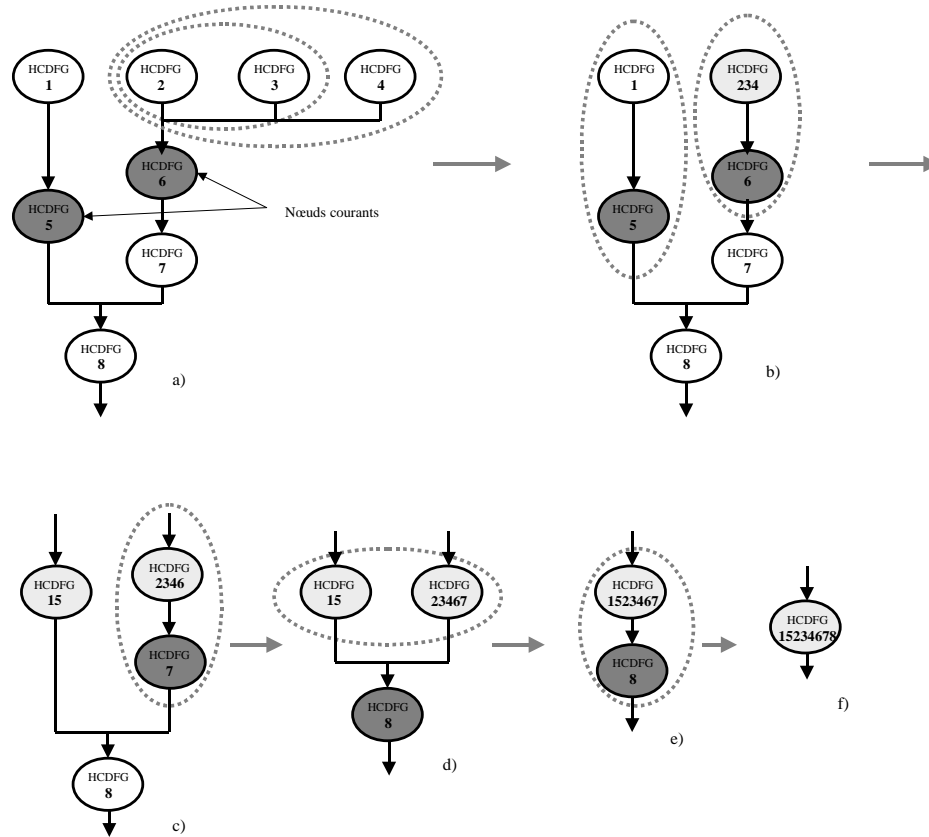 HCDFG
1
HCDFG
2
HCDFG
3
HCDFG
4
HCDFG
6
HCDFG
5
Nœuds courants
HCDFG
7
HCDFG
8
a)
HCDFG
1
HCDFG
234
HCDFG
6
HCDFG
5
HCDFG
7
HCDFG
8
b)
HCDFG
15
HCDFG
2346
HCDFG
7
HCDFG
8
c)
HCDFG
15
HCDFG
23467
HCDFG
8
d)
HCDFG
1523467
HCDFG
8
e)
HCDFG
15234678
f)